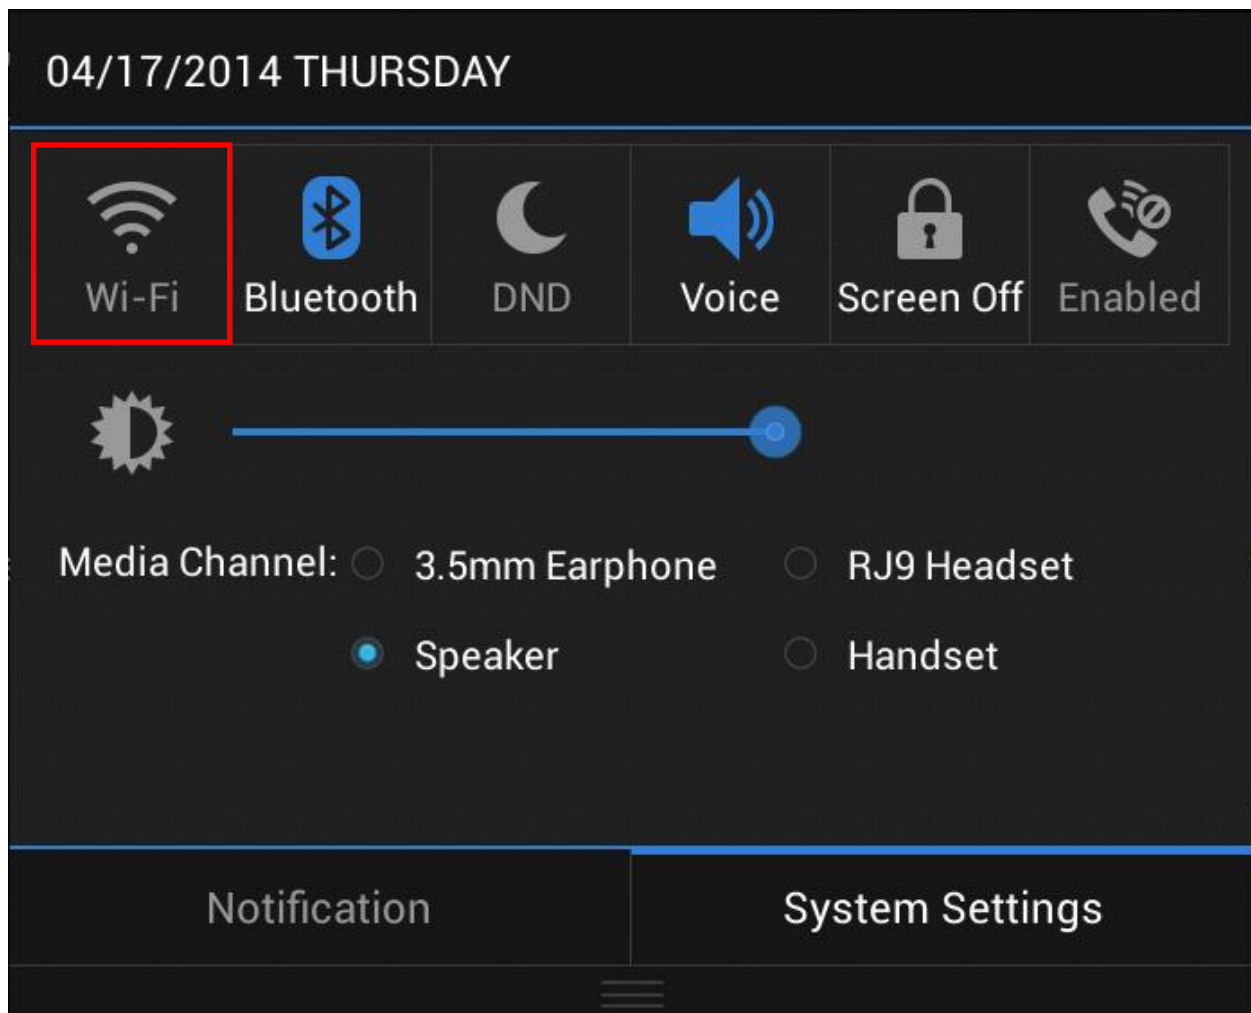 04/17/2014 THURSDAY
Wi-Fi Bluetooth DND Voice Screen Off Enabled
Media Channel: 3.5mm Earphone RJ9 Headset
Speaker Handset
Notification System Settings